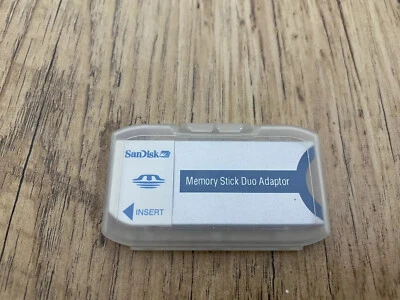 SanDisk
Memory Stick Duo Adaptor
INSERT